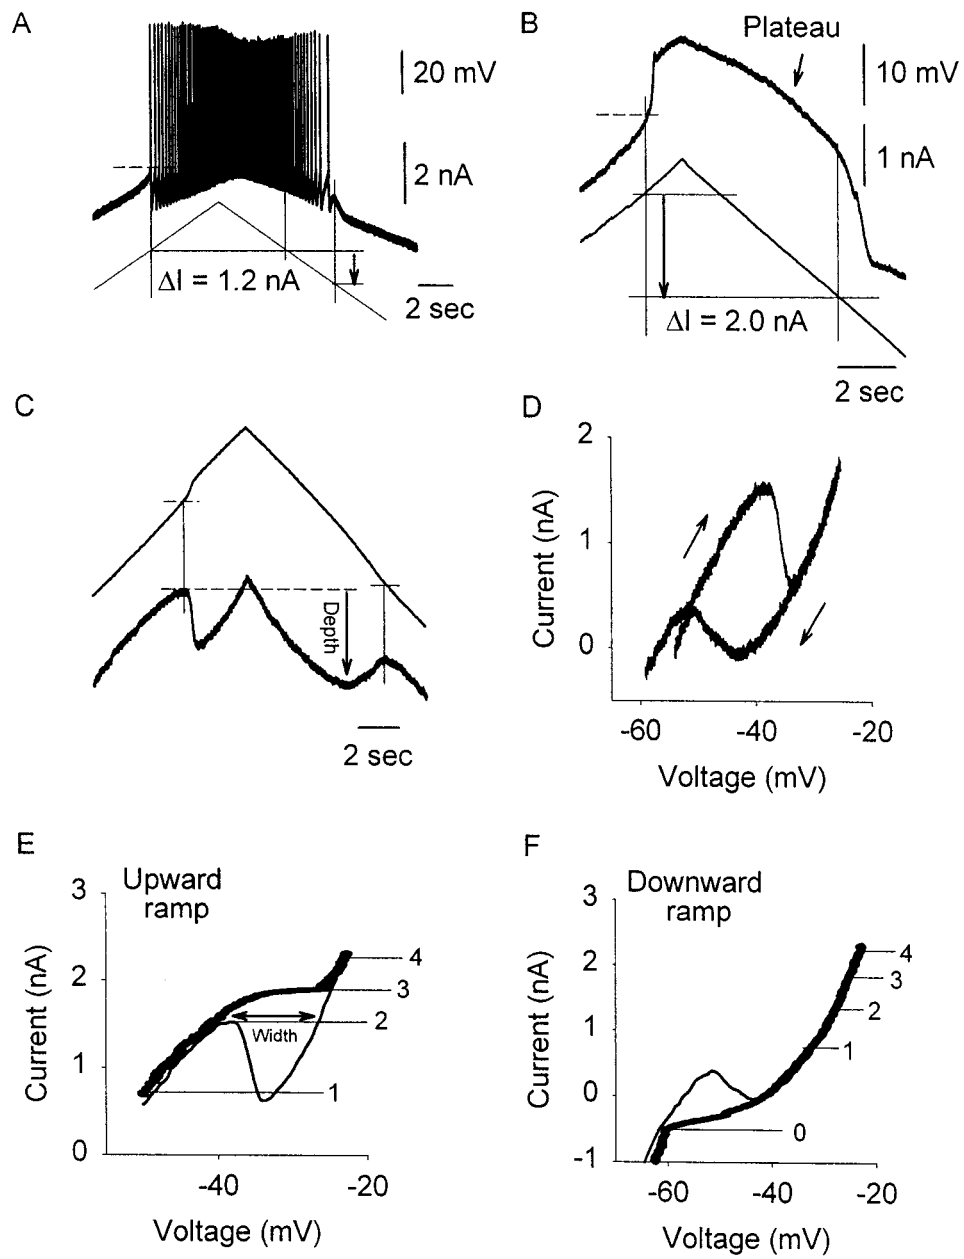 A
20 mV
2 nA
ΔI = 1.2 nA
2 sec
B
Plateau
10 mV
1 nA
ΔI = 2.0 nA
2 sec
C
Depth
2 sec
D
2
1
0
Current (nA)
-60
-40
-20
Voltage (mV)
E
Upward
ramp
3
2
1
0
Current (nA)
4
3
2
Width
1
-40
-20
Voltage (mV)
F
Downward
ramp
3
2
1
0
-1
Current (nA)
4
3
2
1
0
-60
-40
-20
Voltage (mV)